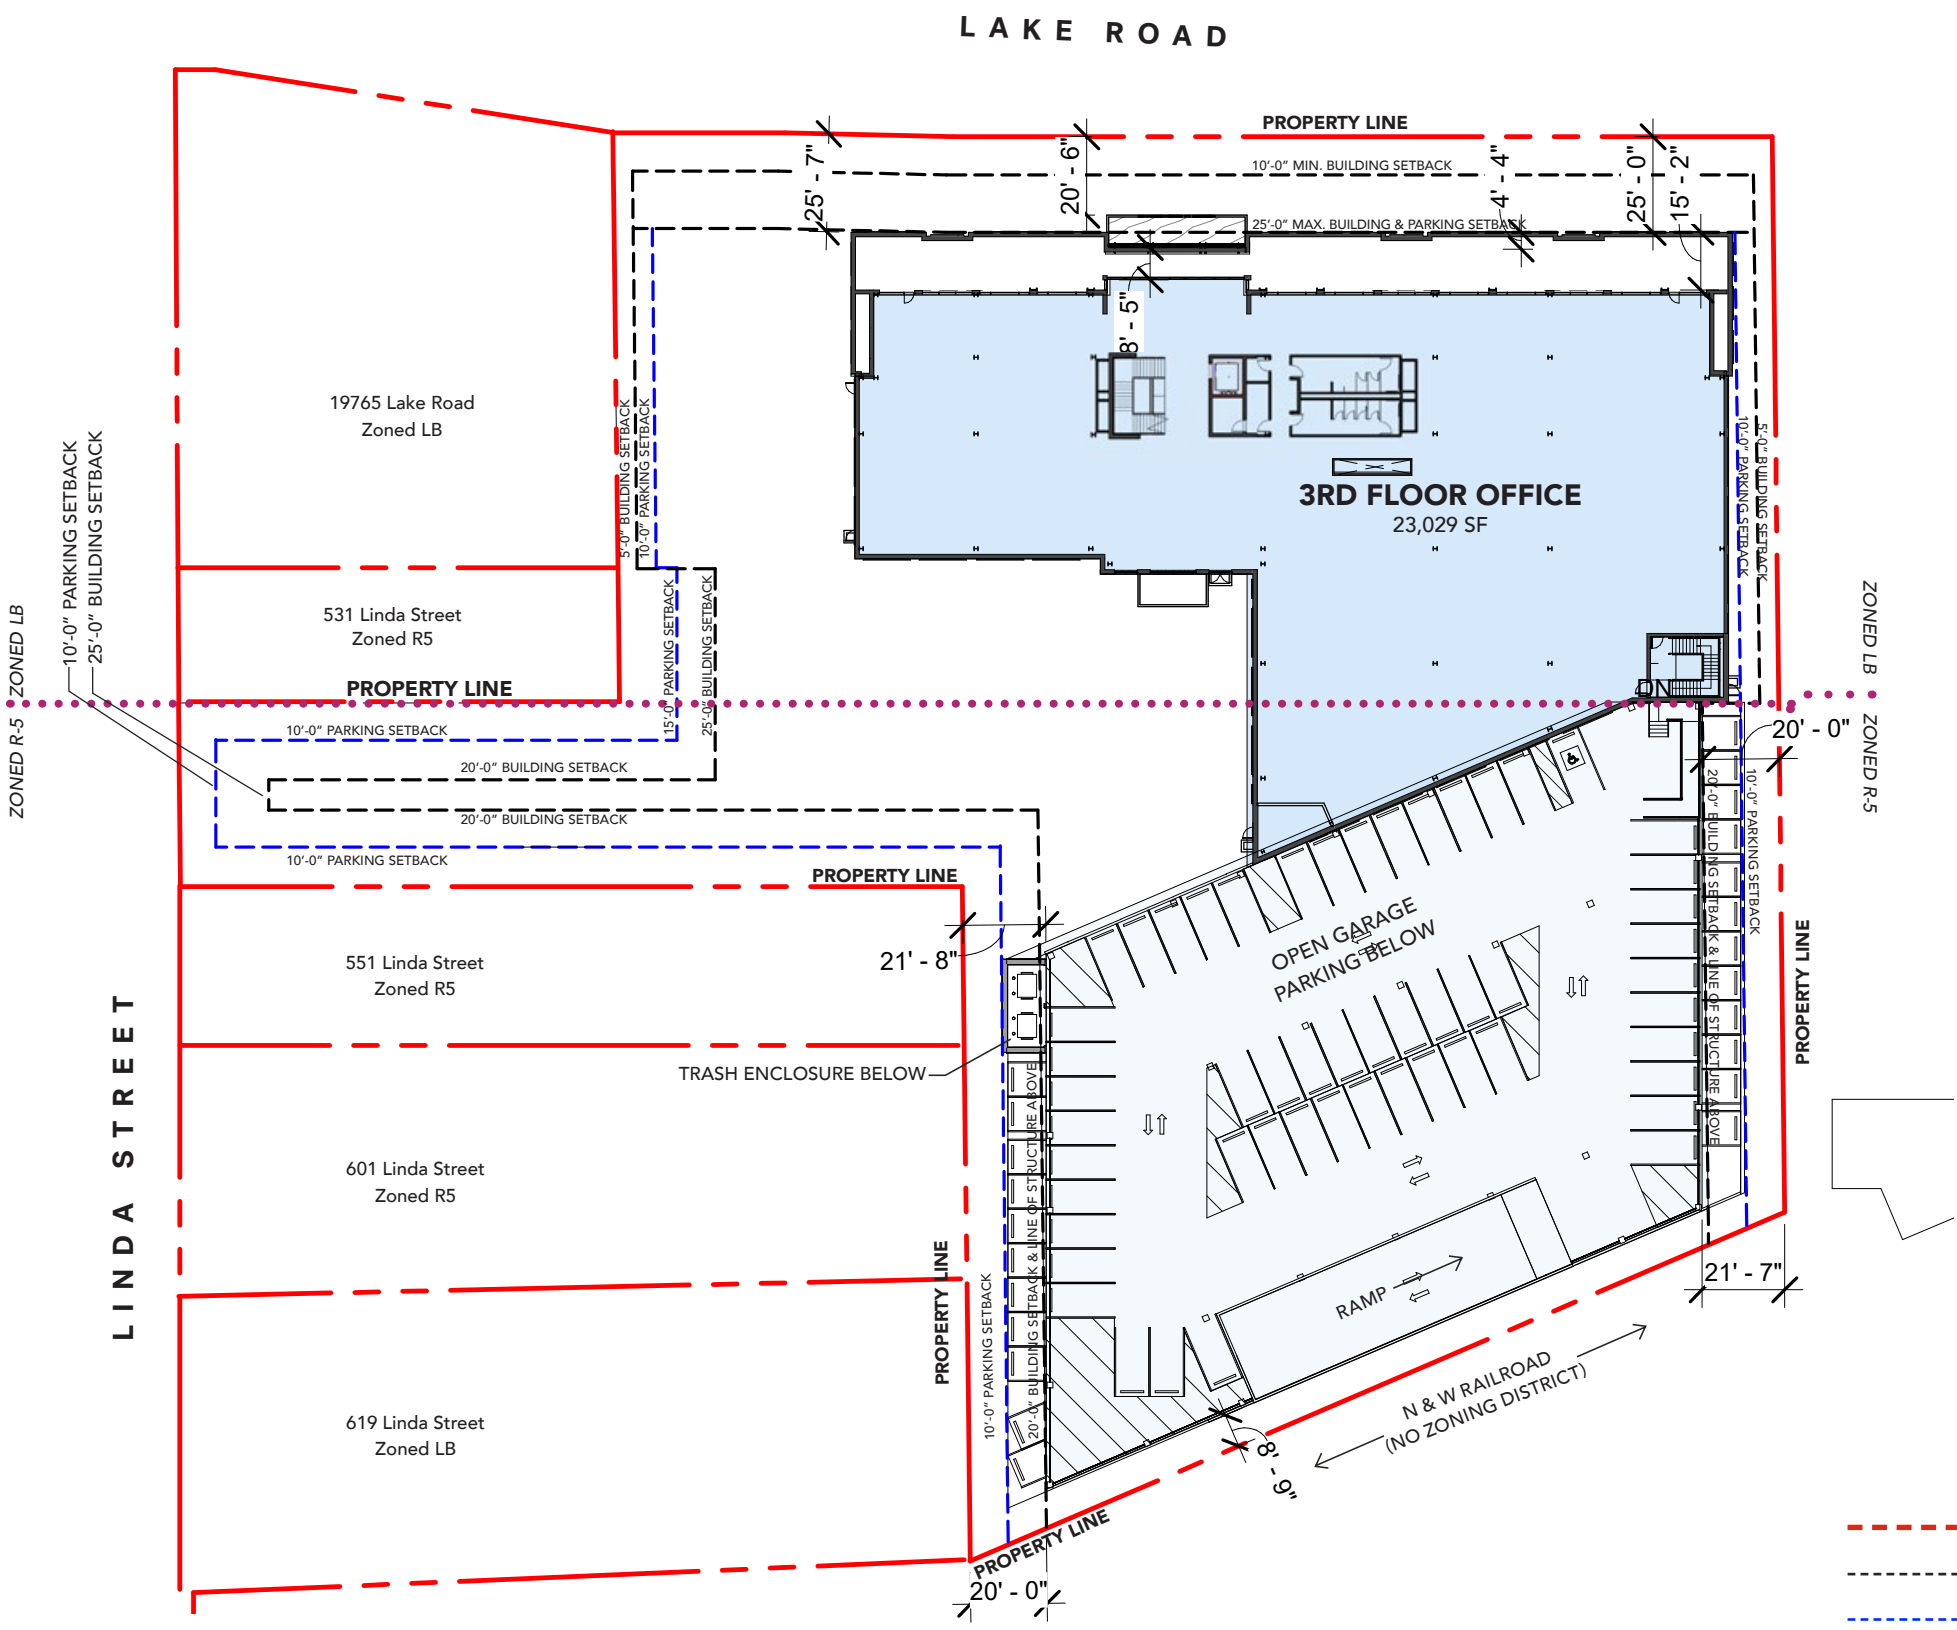 LAKE ROAD
PROPERTY LINE
10'-0" MIN. BUILDING SETBACK
25' - 7"
20' - 6"
4' - 4"
25' - 0"
15' - 2"
25'-0" MAX. BUILDING & PARKING SETBACK
8' - 5"
19765 Lake Road
Zoned LB
5'-0" BUILDING SETBACK
10'-0" PARKING SETBACK
10'-0" PARKING SETBACK
25'-0" BUILDING SETBACK
3RD FLOOR OFFICE
23,029 SF
10'-0" PARKING SETBACK
5'-0" BUILDING SETBACK
531 Linda Street
Zoned R5
ZONED LB
ZONED R-5
15'-0" PARKING SETBACK
25'-0" BUILDING SETBACK
ZONED LB
ZONED R-5
PROPERTY LINE
DN
10'-0" PARKING SETBACK
20'-0" BUILDING SETBACK
20'-0" BUILDING SETBACK
10'-0" PARKING SETBACK
20' - 0"
20'-0" BUILDING SETBACK & LINE OF STRUCTURE ABOVE
10'-0" PARKING SETBACK
PROPERTY LINE
21' - 8"
551 Linda Street
Zoned R5
OPEN GARAGE
PARKING BELOW
PROPERTY LINE
TRASH ENCLOSURE BELOW
LINDA STREET
601 Linda Street
Zoned R5
20'-0" BUILDING SETBACK & LINE OF STRUCTURE ABOVE
10'-0" PARKING SETBACK
PROPERTY LINE
RAMP
21' - 7"
619 Linda Street
Zoned LB
N & W RAILROAD
(NO ZONING DISTRICT)
8' - 9"
PROPERTY LINE
20' - 0"